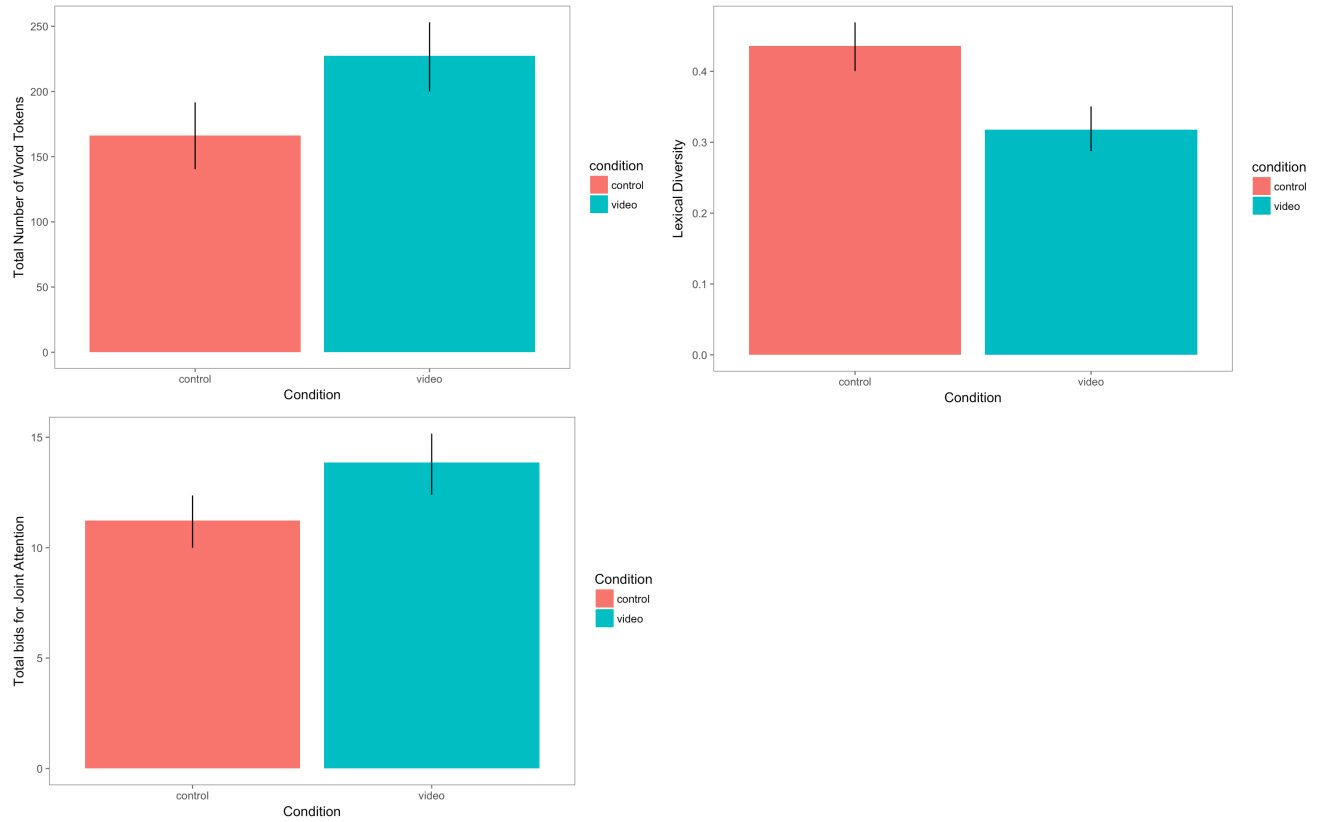 Total Number of Word Tokens
250
200
150
100
50
0
control
video
Condition
condition
control
video
Lexical Diversity
0.4
0.3
0.2
0.1
0.0
control
video
Condition
condition
control
video
Total bids for Joint Attention
15
10
5
0
control
video
Condition
Condition
control
video